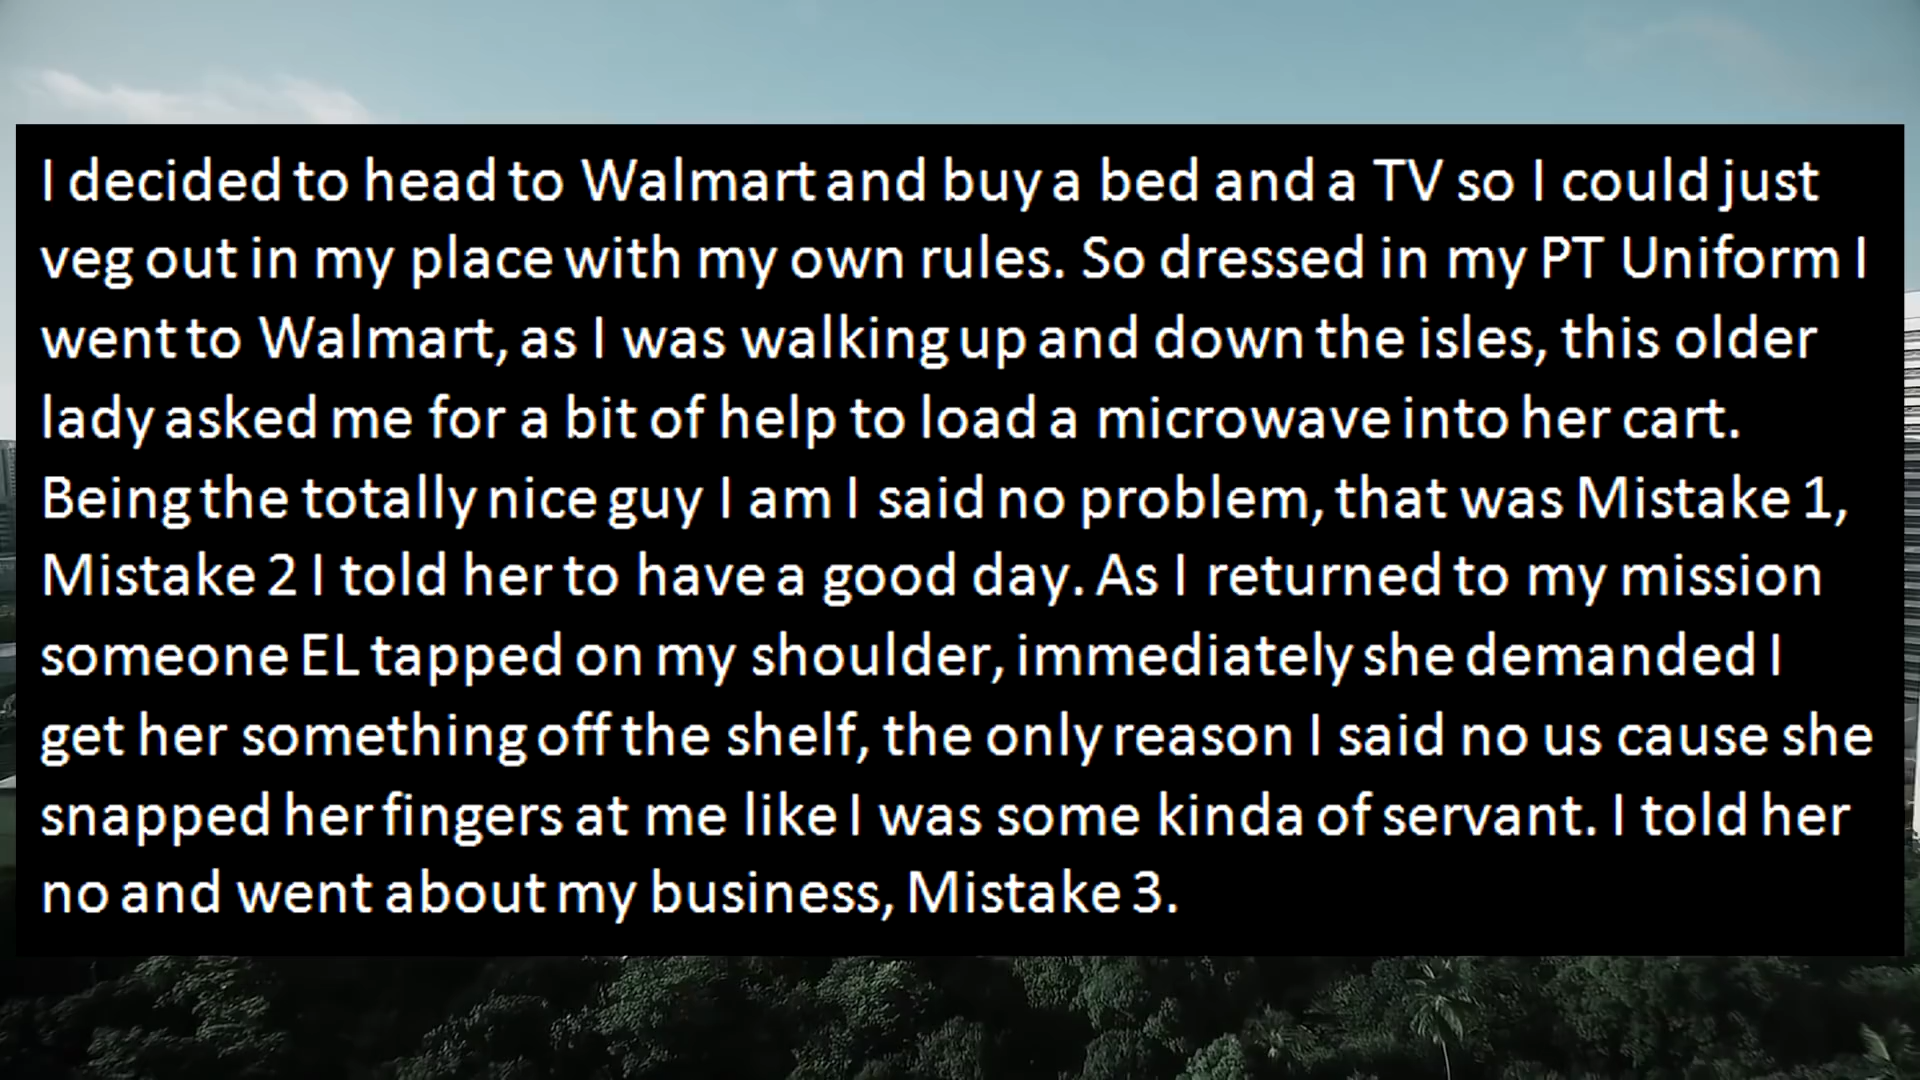 I decided to head to Walmart and buy a bed and a TV so I could just
veg out in my place with my own rules. So dressed in my PT Uniform I
went to Walmart, as I was walking up and down the isles, this older
lady asked me for a bit of help to load a microwave into her cart.
Being the totally nice guy I am I said no problem, that was Mistake 1,
Mistake 2 I told her to have a good day. As I returned to my mission
someone EL tapped on my shoulder, immediately she demanded I
get her something off the shelf, the only reason I said no us cause she
snapped her fingers at me like I was some kinda of servant. I told her
no and went about my business, Mistake 3.